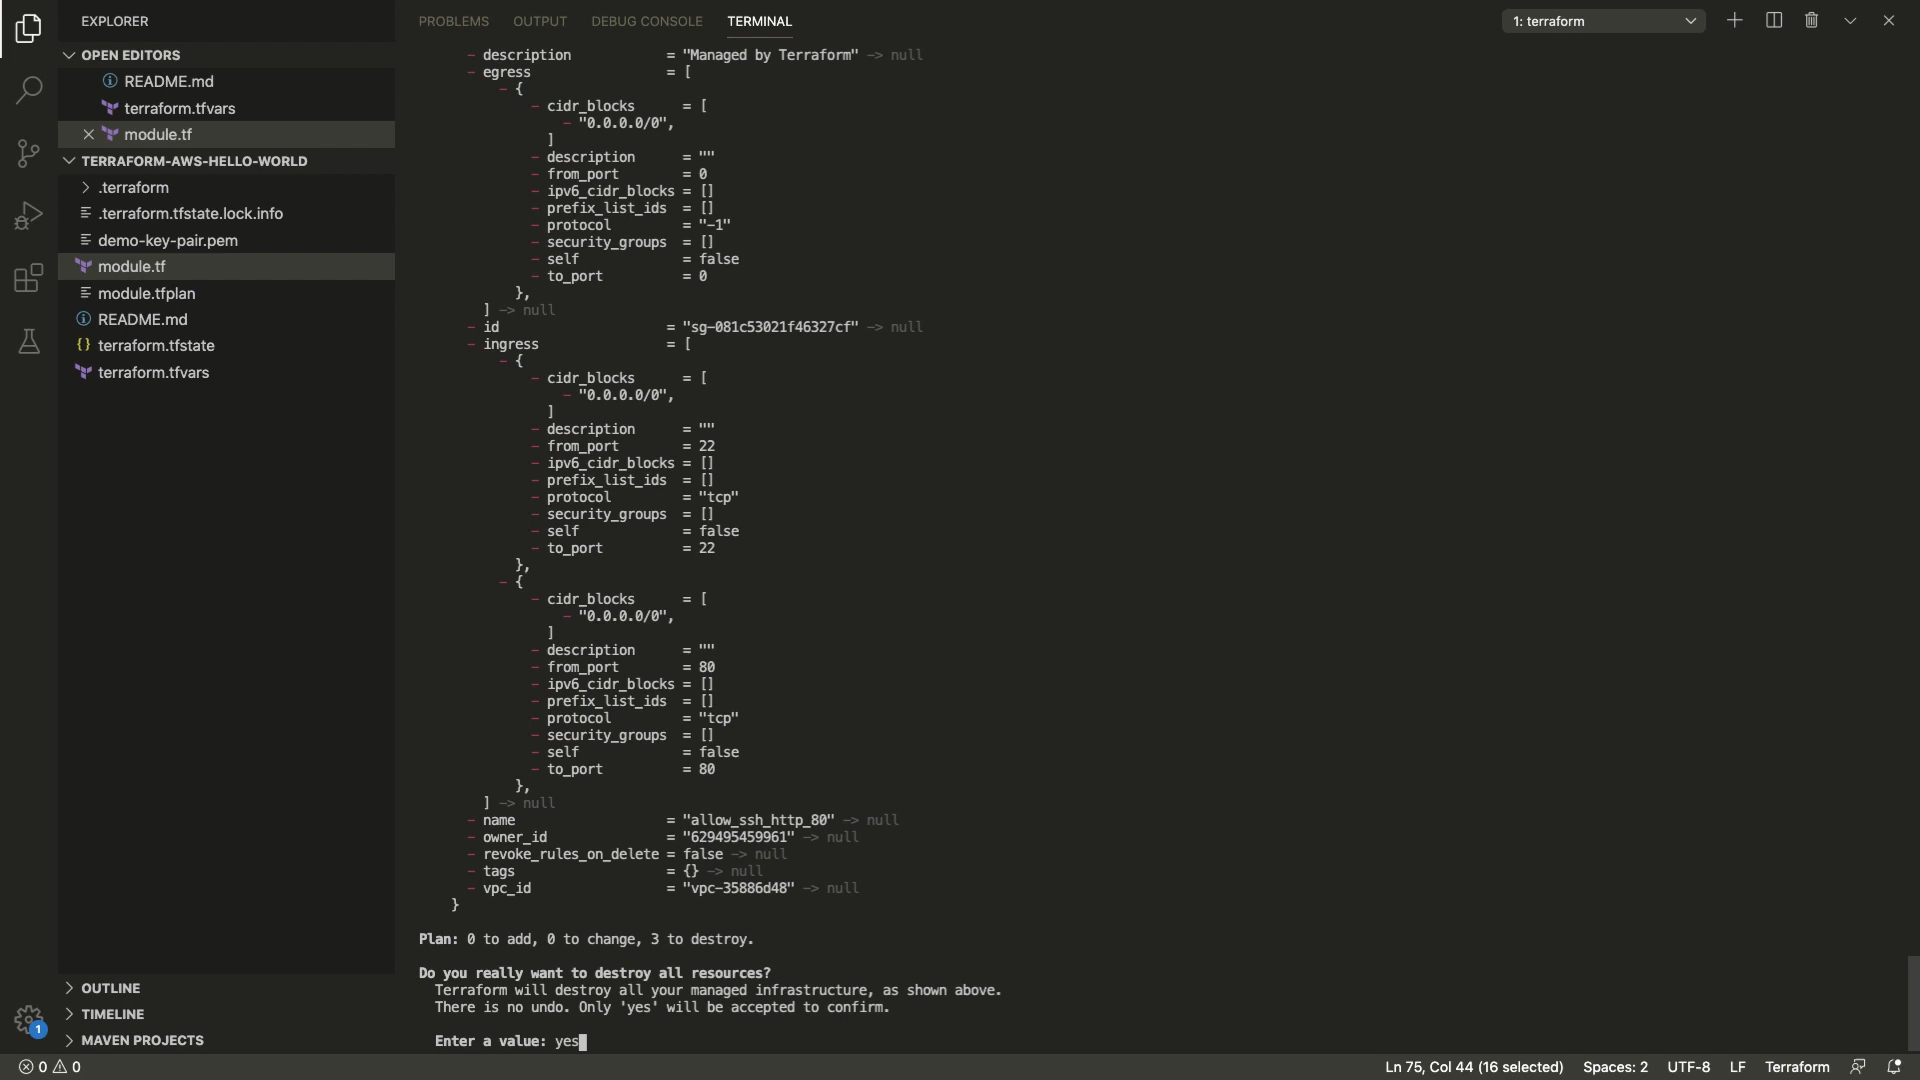 EXPLORER
OPEN EDITORS
README.md
terraform.tfvars
module.tf
TERRAFORM-AWS-HELLO-WORLD
.terraform
.terraform.tfstate.lock.info
demo-key-pair.pem
module.tf
module.tfplan
README.md
{} terraform.tfstate
terraform.tfvars
OUTLINE
TIMELINE
MAVEN PROJECTS
1
PROBLEMS OUTPUT DEBUG CONSOLE TERMINAL
1: terraform
- description = "Managed by Terraform" -> null
- egress = [
- {
- cidr_blocks = [
- "0.0.0.0/0",
]
- description = ""
- from_port = 0
- ipv6_cidr_blocks = []
- prefix_list_ids = []
- protocol = "-1"
- security_groups = []
- self = false
- to_port = 0
},
] -> null
- id = "sg-081c53021f46327cf" -> null
- ingress = [
- {
- cidr_blocks = [
- "0.0.0.0/0",
]
- description = ""
- from_port = 22
- ipv6_cidr_blocks = []
- prefix_list_ids = []
- protocol = "tcp"
- security_groups = []
- self = false
- to_port = 22
},
- {
- cidr_blocks = [
- "0.0.0.0/0",
]
- description = ""
- from_port = 80
- ipv6_cidr_blocks = []
- prefix_list_ids = []
- protocol = "tcp"
- security_groups = []
- self = false
- to_port = 80
},
] -> null
- name = "allow_ssh_http_80" -> null
- owner_id = "629495459961" -> null
- revoke_rules_on_delete = false -> null
- tags = {} -> null
- vpc_id = "vpc-35886d48" -> null
}
Plan: 0 to add, 0 to change, 3 to destroy.
Do you really want to destroy all resources?
Terraform will destroy all your managed infrastructure, as shown above.
There is no undo. Only 'yes' will be accepted to confirm.
Enter a value: yes
0 0
Ln 75, Col 44 (16 selected) Spaces: 2 UTF-8 LF Terraform